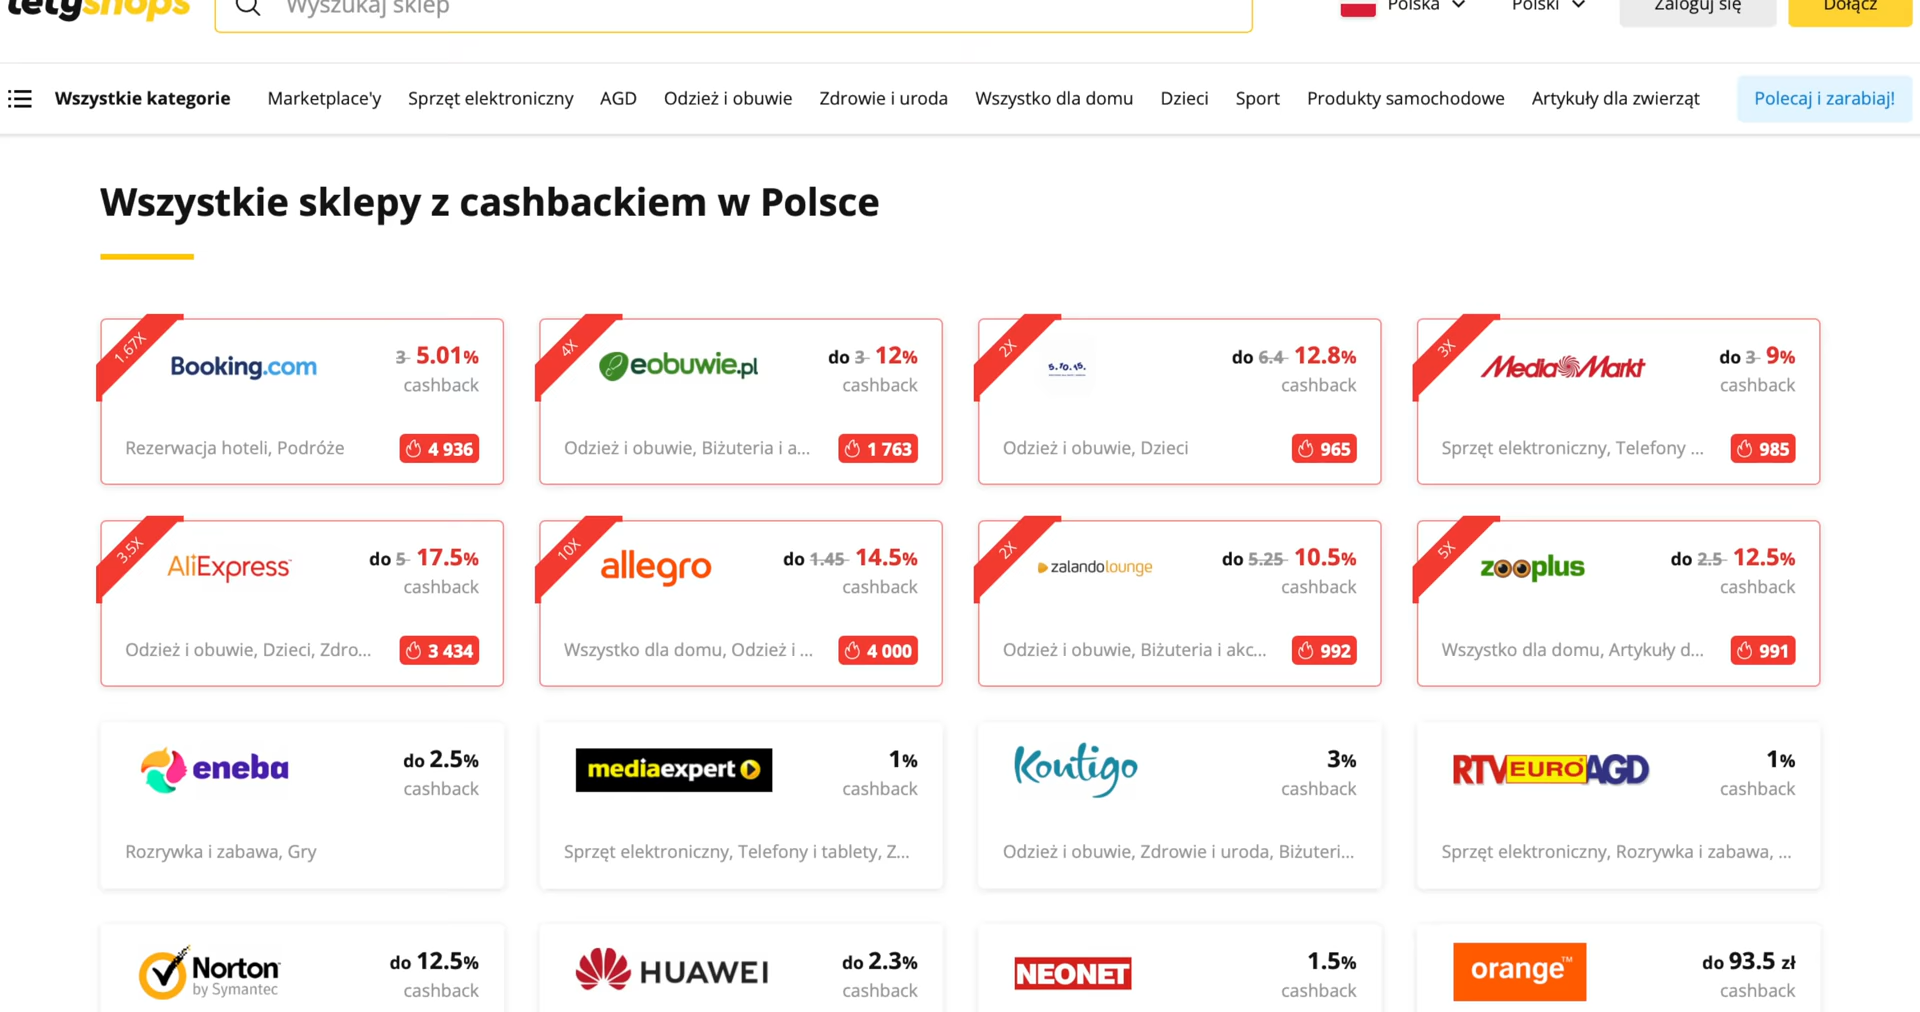 letyshops
Wyszukaj sklep
Polska
Polski
Zaloguj się
Dołącz
Wszystkie kategorie
Marketplace'y
Sprzęt elektroniczny
AGD
Odzież i obuwie
Zdrowie i uroda
Wszystko dla domu
Dzieci
Sport
Produkty samochodowe
Artykuły dla zwierząt
Polecaj i zarabiaj!
Wszystkie sklepy z cashbackiem w Polsce
1.67X
Booking.com
3 5.01%
cashback
Rezerwacja hoteli, Podróże
4 936
4X
eobuwie.pl
do 3 12%
cashback
Odzież i obuwie, Biżuteria i a...
1 763
2X
5.10.15.
do 6.4 12.8%
cashback
Odzież i obuwie, Dzieci
965
3X
MediaMarkt
do 3 9%
cashback
Sprzęt elektroniczny, Telefony ...
985
3.5X
AliExpress
do 5 17.5%
cashback
Odzież i obuwie, Dzieci, Zdro...
3 434
10X
allegro
do 1.45 14.5%
cashback
Wszystko dla domu, Odzież i ...
4 000
2X
zalandolounge
do 5.25 10.5%
cashback
Odzież i obuwie, Biżuteria i akc...
992
5X
zooplus
do 2.5 12.5%
cashback
Wszystko dla domu, Artykuły d...
991
eneba
do 2.5%
cashback
Rozrywka i zabawa, Gry
mediaexpert
1%
cashback
Sprzęt elektroniczny, Telefony i tablety, Z...
Kontigo
3%
cashback
Odzież i obuwie, Zdrowie i uroda, Biżuteri...
RTV EURO AGD
1%
cashback
Sprzęt elektroniczny, Rozrywka i zabawa, ...
Norton
by Symantec
do 12.5%
cashback
HUAWEI
do 2.3%
cashback
NEONET
1.5%
cashback
orange™
do 93.5 zł
cashback